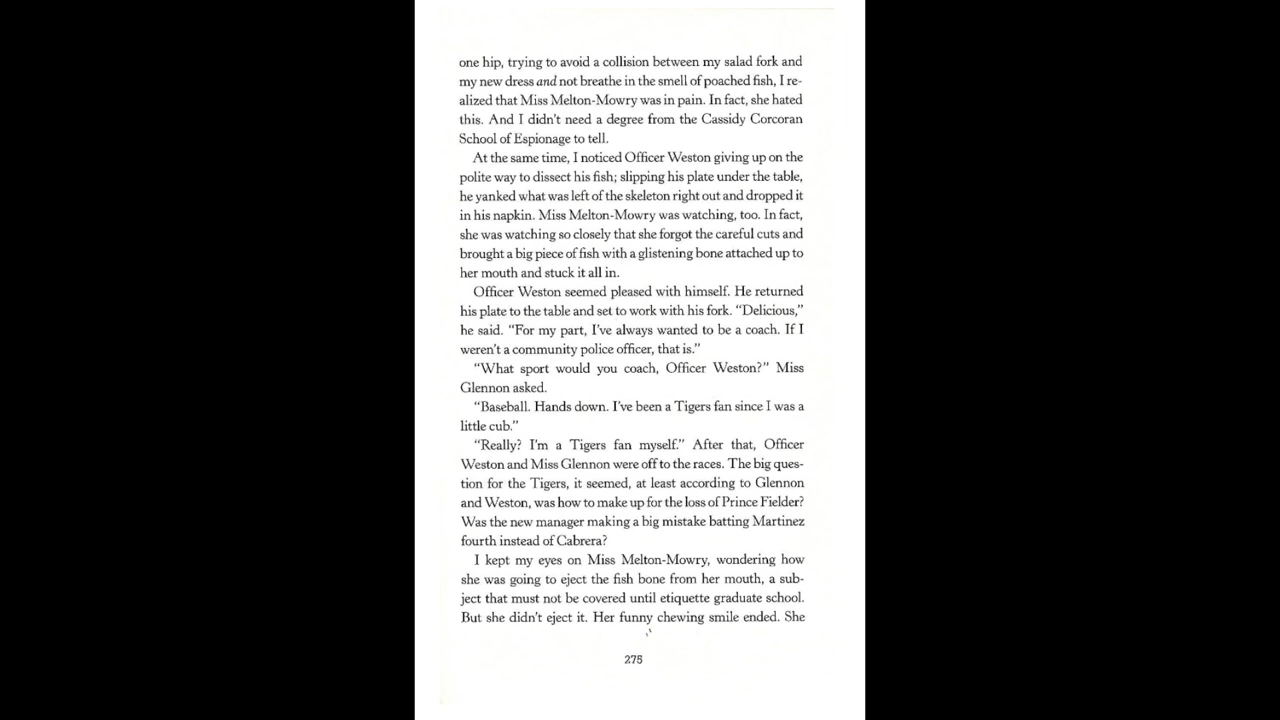 one hip, trying to avoid a collision between my salad fork and
my new dress and not breathe in the smell of poached fish, I re-
alized that Miss Melton-Mowry was in pain. In fact, she hated
this. And I didn't need a degree from the Cassidy Corcoran
School of Espionage to tell.
At the same time, I noticed Officer Weston giving up on the
polite way to dissect his fish; slipping his plate under the table,
he yanked what was left of the skeleton right out and dropped it
in his napkin. Miss Melton-Mowry was watching, too. In fact,
she was watching so closely that she forgot the careful cuts and
brought a big piece of fish with a glistening bone attached up to
her mouth and stuck it all in.
Officer Weston seemed pleased with himself. He returned
his plate to the table and set to work with his fork. “Delicious,”
he said. “For my part, I've always wanted to be a coach. If I
weren't a community police officer, that is.”
“What sport would you coach, Officer Weston?” Miss
Glennon asked.
“Baseball. Hands down. I've been a Tigers fan since I was a
little cub.”
“Really? I'm a Tigers fan myself.” After that, Officer
Weston and Miss Glennon were off to the races. The big ques-
tion for the Tigers, it seemed, at least according to Glennon
and Weston, was how to make up for the loss of Prince Fielder?
Was the new manager making a big mistake batting Martinez
fourth instead of Cabrera?
I kept my eyes on Miss Melton-Mowry, wondering how
she was going to eject the fish bone from her mouth, a sub-
ject that must not be covered until etiquette graduate school.
But she didn't eject it. Her funny chewing smile ended. She
275